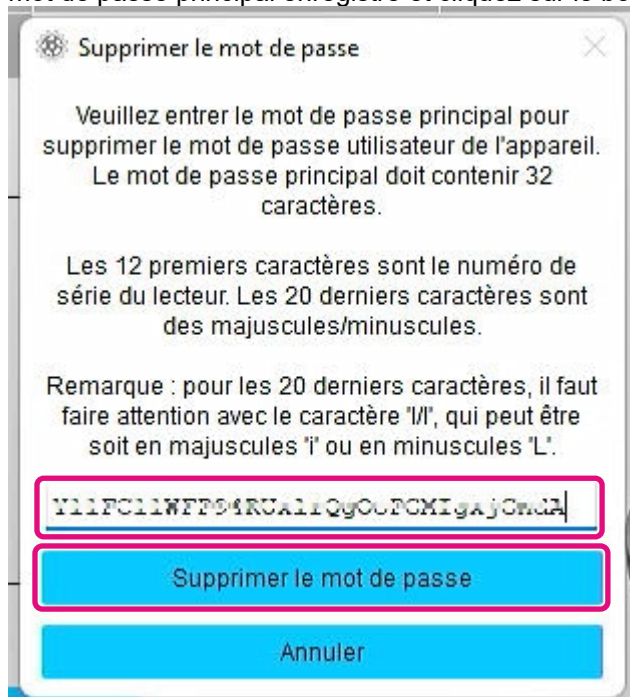 Supprimer le mot de passe
Veuillez entrer le mot de passe principal pour
supprimer le mot de passe utilisateur de l'appareil.
Le mot de passe principal doit contenir 32
caractères.
Les 12 premiers caractères sont le numéro de
série du lecteur. Les 20 derniers caractères sont
des majuscules/minuscules.
Remarque : pour les 20 derniers caractères, il faut
faire attention avec le caractère 'I/l', qui peut être
soit en majuscules 'i' ou en minuscules 'L'.
Supprimer le mot de passe
Annuler